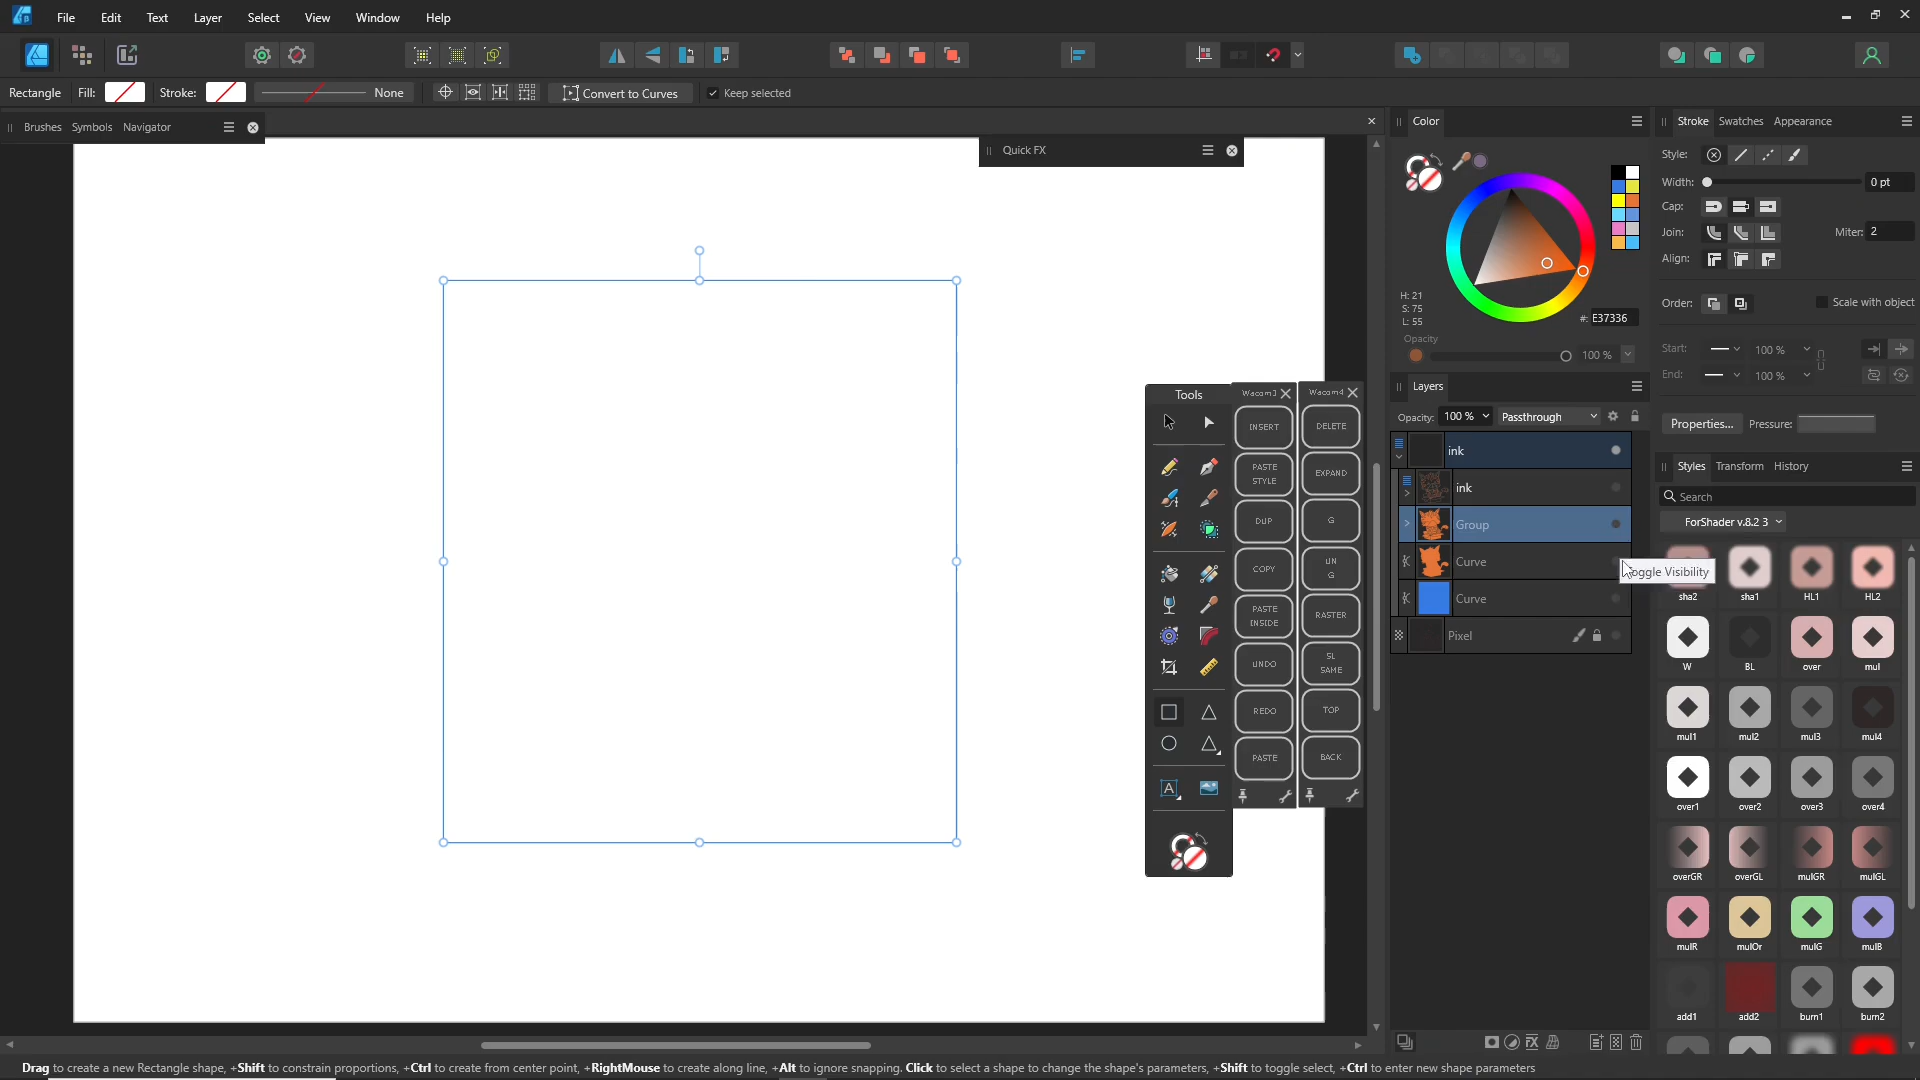 File Edit Text Layer Select View Window Help
Rectangle Fill: Stroke: None Convert to Curves Keep selected
Brushes Symbols Navigator
Quick FX
Color
H: 21
S: 75
L: 55
#: E37336
Opacity
100 %
Stroke Swatches Appearance
Style:
Width: 0 pt
Cap:
Join: Miter: 2
Align:
Order: Scale with object
Start: 100 %
End: 100 %
Properties... Pressure:
Layers
Opacity: 100 % Passthrough
ink
ink
Group
Curve
Curve
Pixel
Toggle Visibility
Styles Transform History
Search
ForShader v.8.2 3
sha2 sha1 HL1 HL2
W BL over mul
mul1 mul2 mul3 mul4
over1 over2 over3 over4
overGR overGL mulGR mulGL
mulR mulOr mulG mulB
add1 add2 burn1 burn2
Tools
INSERT
PASTE
STYLE
DUP
COPY
PASTE
INSIDE
UNDO
REDO
PASTE
DELETE
EXPAND
G
UN
G
RASTER
SL
SAME
TOP
BACK
Drag to create a new Rectangle shape, +Shift to constrain proportions, +Ctrl to create from center point, +RightMouse to create along line, +Alt to ignore snapping. Click to select a shape to change the shape's parameters, +Shift to toggle select, +Ctrl to enter new shape parameters